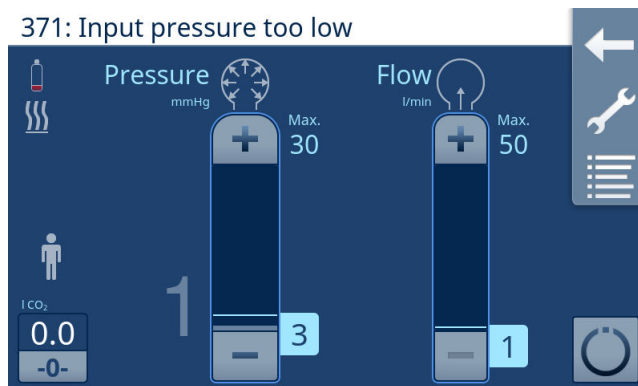 371: Input pressure too low
Pressure
mmHg
Max.
30
Flow
l/min
Max.
50
1
3
1
I CO₂
0.0
-0-